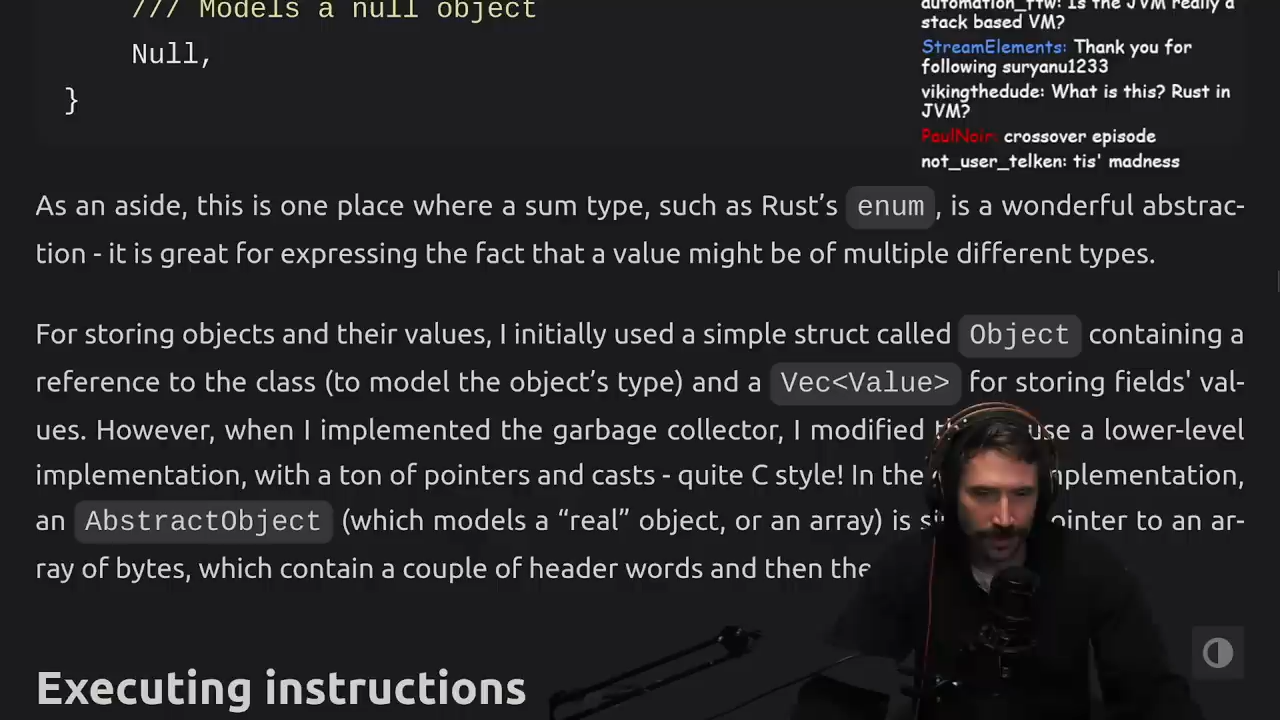 /// Models a null object
Null,
}
automation_ftw: Is the JVM really a
stack based VM?
StreamElements: Thank you for
following suryanu1233
vikingthedude: What is this? Rust in
JVM?
PaulNoir: crossover episode
not_user_telken: tis' madness
As an aside, this is one place where a sum type, such as Rust’s enum, is a wonderful abstrac-
tion - it is great for expressing the fact that a value might be of multiple different types.
For storing objects and their values, I initially used a simple struct called Object containing a
reference to the class (to model the object’s type) and a Vec<Value> for storing fields' val-
ues. However, when I implemented the garbage collector, I modified use a lower-level
implementation, with a ton of pointers and casts - quite C style! In the implementation,
an AbstractObject (which models a “real” object, or an array) is pointer to an ar-
ray of bytes, which contain a couple of header words and then the
Executing instructions